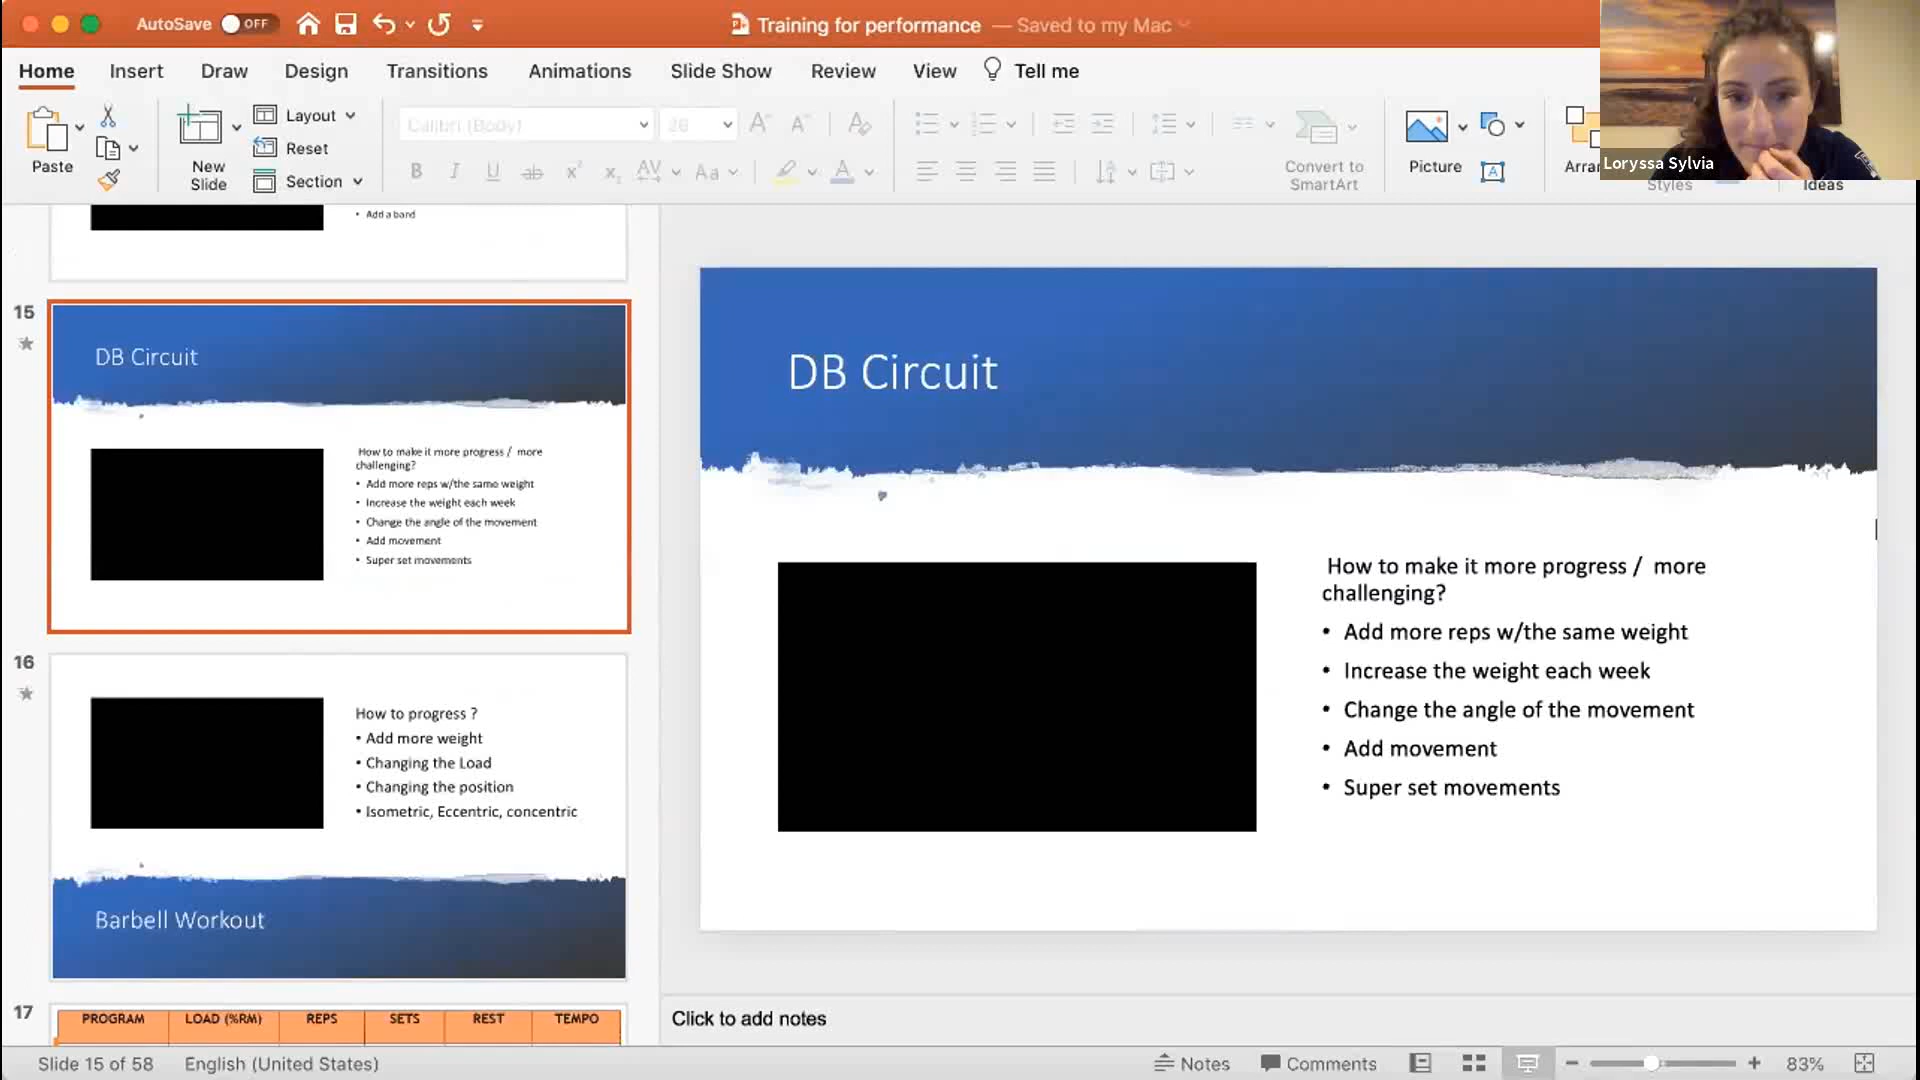 AutoSave OFF
Training for performance — Saved to my Mac
Home Insert Draw Design Transitions Animations Slide Show Review View Tell me
Paste
New
Slide
Layout
Reset
Section
Calibri (Body) 26
Convert to
SmartArt
Picture
Arran
Styles
Ideas
Loryssa Sylvia
• Add a band
15
DB Circuit
How to make it more progress / more
challenging?
• Add more reps w/the same weight
• Increase the weight each week
• Change the angle of the movement
• Add movement
• Super set movements
16
How to progress ?
• Add more weight
• Changing the Load
• Changing the position
• Isometric, Eccentric, concentric
Barbell Workout
17
PROGRAM LOAD (%RM) REPS SETS REST TEMPO
DB Circuit
How to make it more progress / more
challenging?
• Add more reps w/the same weight
• Increase the weight each week
• Change the angle of the movement
• Add movement
• Super set movements
Click to add notes
Slide 15 of 58 English (United States) Notes Comments 83%